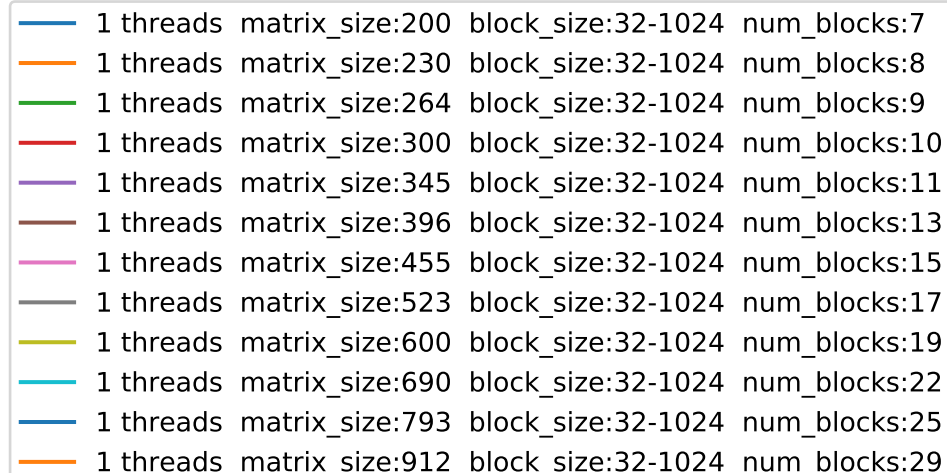 1 threads matrix_size:200 block_size:32-1024 num_blocks:7
1 threads matrix_size:230 block_size:32-1024 num_blocks:8
1 threads matrix_size:264 block_size:32-1024 num_blocks:9
1 threads matrix_size:300 block_size:32-1024 num_blocks:10
1 threads matrix_size:345 block_size:32-1024 num_blocks:11
1 threads matrix_size:396 block_size:32-1024 num_blocks:13
1 threads matrix_size:455 block_size:32-1024 num_blocks:15
1 threads matrix_size:523 block_size:32-1024 num_blocks:17
1 threads matrix_size:600 block_size:32-1024 num_blocks:19
1 threads matrix_size:690 block_size:32-1024 num_blocks:22
1 threads matrix_size:793 block_size:32-1024 num_blocks:25
1 threads matrix_size:912 block_size:32-1024 num_blocks:29